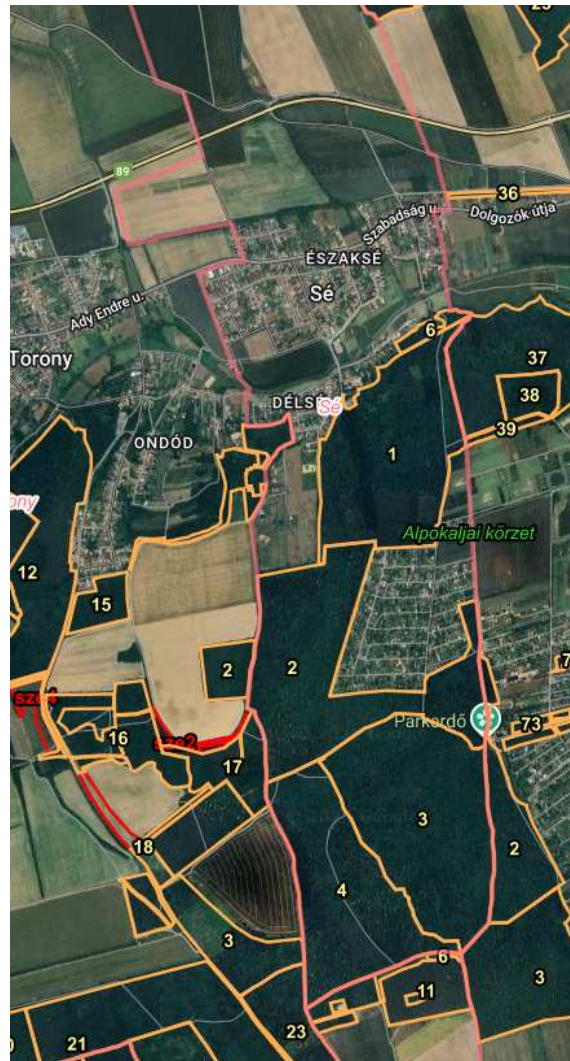 89
36
Szabadság u.
Dolgozók útja
ÉSZAKSÉ
Sé
Ady Endre u.
6
Torony
37
38
DÉLSÉ
Sé
39
ONDÓD
1
Alpokaljai körzet
12
15
2
2
sze4
Parkerdő
73
16
sze2
17
3
2
18
4
3
6
3
11
23
21